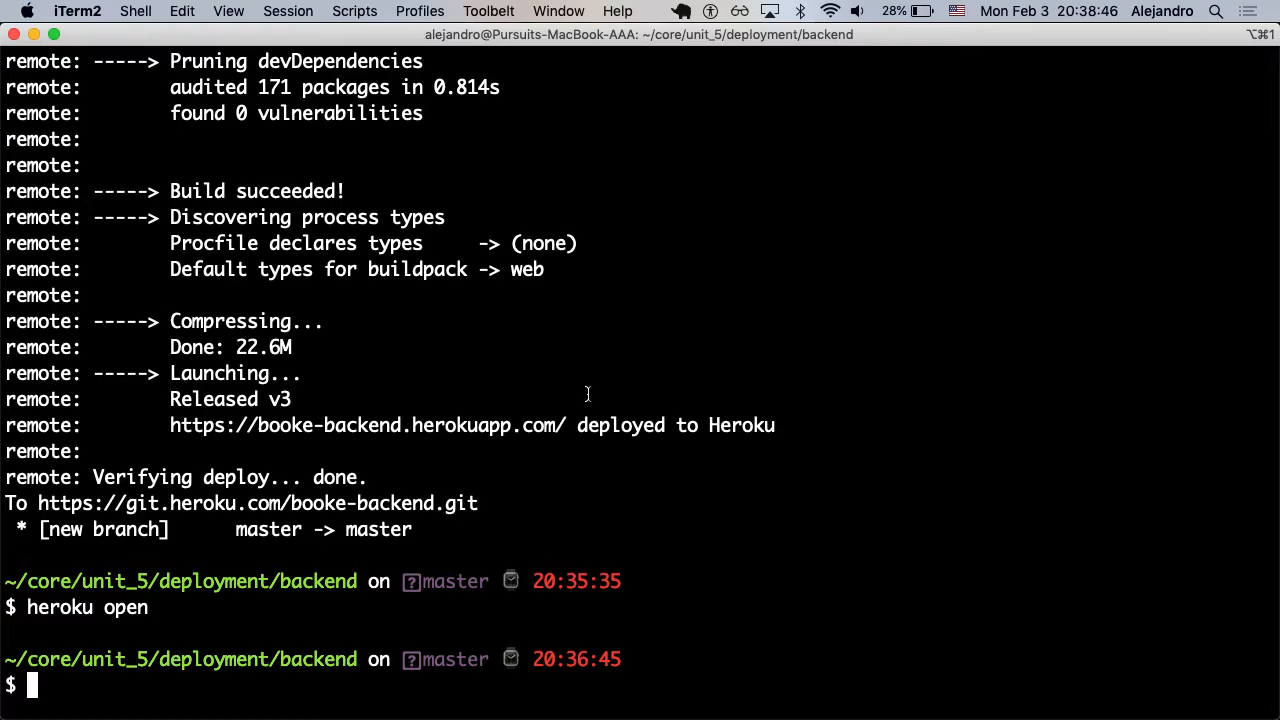 iTerm2 Shell Edit View Session Scripts Profiles Toolbelt Window Help 28% Mon Feb 3 20:38:46 Alejandro
alejandro@Pursuits-MacBook-AAA: ~/core/unit_5/deployment/backend ⌥⌘1
remote: -----> Pruning devDependencies
remote:        audited 171 packages in 0.814s
remote:        found 0 vulnerabilities
remote:
remote:
remote: -----> Build succeeded!
remote: -----> Discovering process types
remote:        Procfile declares types     -> (none)
remote:        Default types for buildpack -> web
remote:
remote: -----> Compressing...
remote:        Done: 22.6M
remote: -----> Launching...
remote:        Released v3
remote:        https://booke-backend.herokuapp.com/ deployed to Heroku
remote:
remote: Verifying deploy... done.
To https://git.heroku.com/booke-backend.git
 * [new branch]      master -> master
~/core/unit_5/deployment/backend on ?master 20:35:35
$ heroku open
~/core/unit_5/deployment/backend on ?master 20:36:45
$